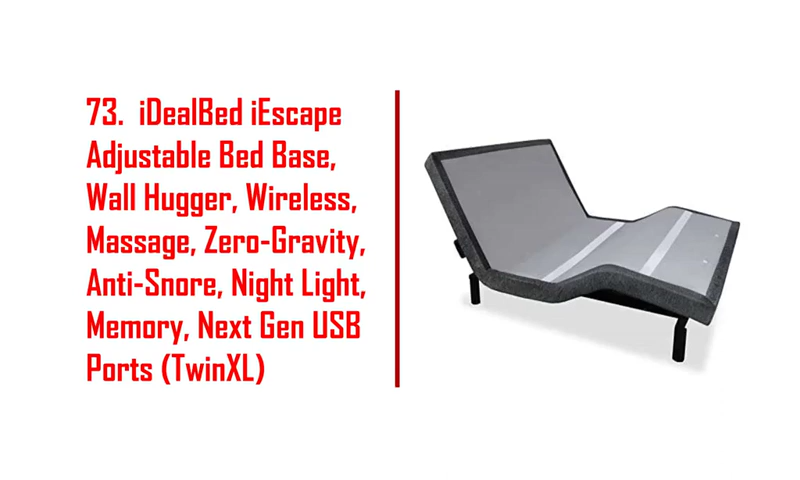 73.  iDealBed iEscape
Adjustable Bed Base,
Wall Hugger, Wireless,
Massage, Zero-Gravity,
Anti-Snore, Night Light,
Memory, Next Gen USB
Ports (TwinXL)